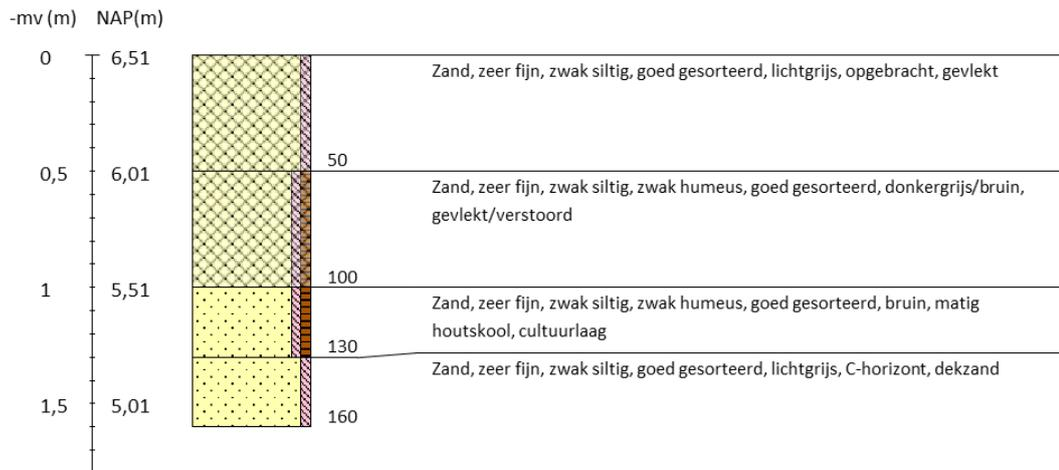 -mv (m) NAP(m)
0 6,51
Zand, zeer fijn, zwak siltig, goed gesorteerd, lichtgrijs, opgebracht, gevlekt
50
0,5 6,01
Zand, zeer fijn, zwak siltig, zwak humeus, goed gesorteerd, donkergrijs/bruin,
gevlekt/verstoord
100
1 5,51
Zand, zeer fijn, zwak siltig, zwak humeus, goed gesorteerd, bruin, matig
houtskool, cultuurlaag
130
Zand, zeer fijn, zwak siltig, goed gesorteerd, lichtgrijs, C-horizont, dekzand
1,5 5,01
160